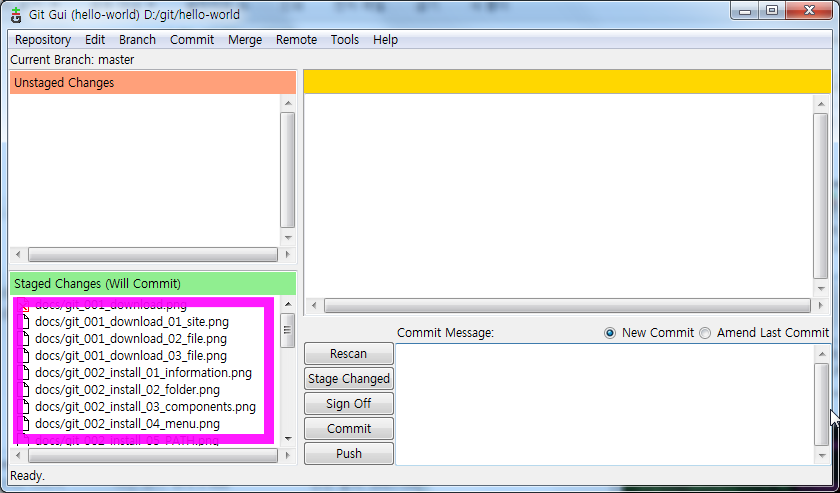 Git Gui (hello-world) D:/git/hello-world
Repository Edit Branch Commit Merge Remote Tools Help
Current Branch: master
Unstaged Changes
Staged Changes (Will Commit)
docs/git_001_download.png
docs/git_001_download_01_site.png
docs/git_001_download_02_file.png
docs/git_001_download_03_file.png
docs/git_002_install_01_information.png
docs/git_002_install_02_folder.png
docs/git_002_install_03_components.png
docs/git_002_install_04_menu.png
docs/git_002_install_05_PATH.png
Commit Message: New Commit Amend Last Commit
Rescan
Stage Changed
Sign Off
Commit
Push
Ready.